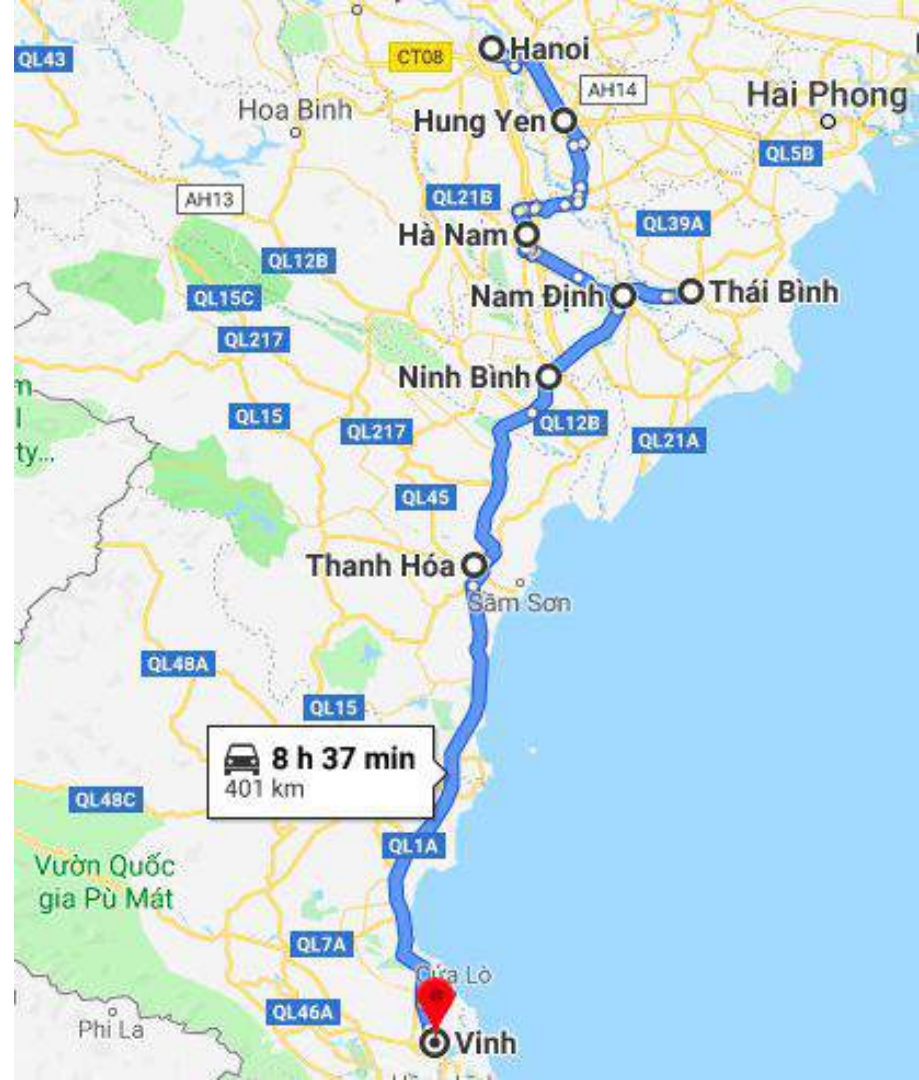 Hanoi
QL43
CT08
AH14
Hai Phong
Hoa Binh
Hung Yen
QL5B
AH13
QL21B
Hà Nam
QL39A
QL12B
QL15C
Nam Định
Thái Bình
QL217
Ninh Bình
QL15
QL217
QL12B
QL21A
ty...
QL45
Thanh Hóa
Sầm Sơn
QL48A
QL15
8 h 37 min
401 km
QL48C
QL1A
Vườn Quốc
gia Pù Mát
QL7A
Cửa Lò
QL46A
Phi La
Vinh